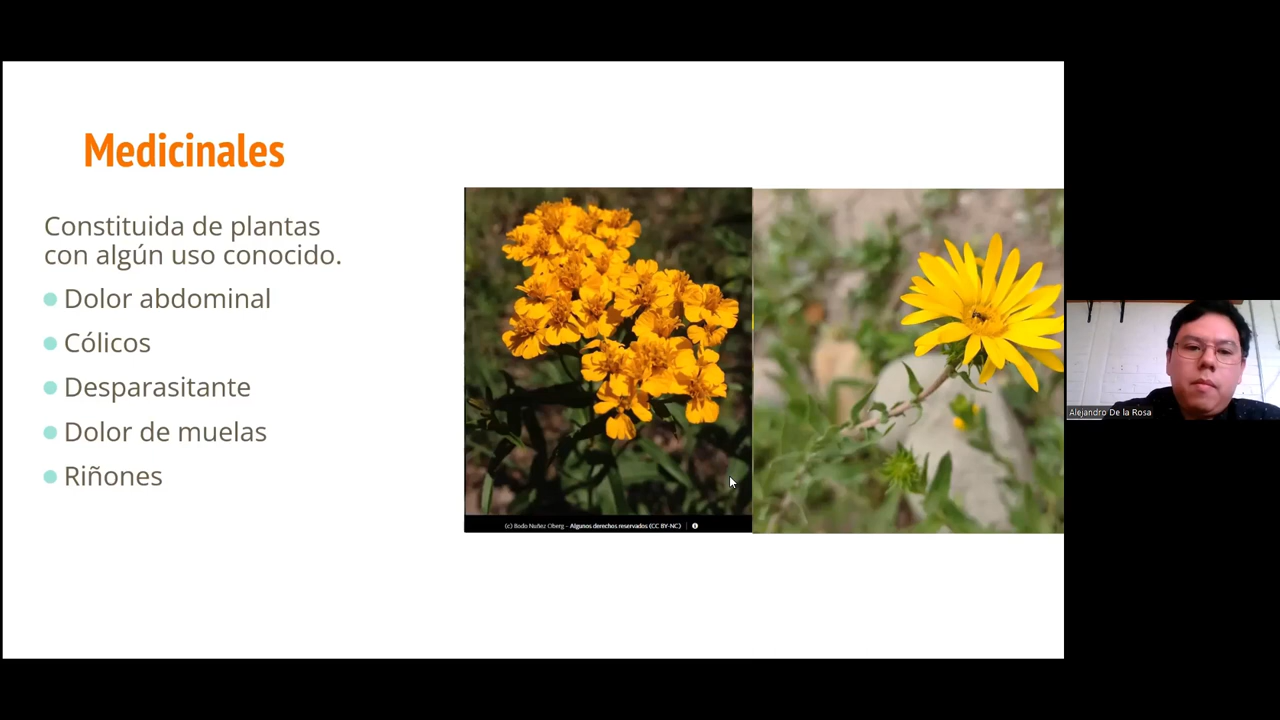 Medicinales
Constituida de plantas
con algún uso conocido.
Dolor abdominal
Cólicos
Desparasitante
Dolor de muelas
Riñones
(c) Bodo Nuñez Oberg - Algunos derechos reservados (CC BY-NC)
Alejandro De la Rosa